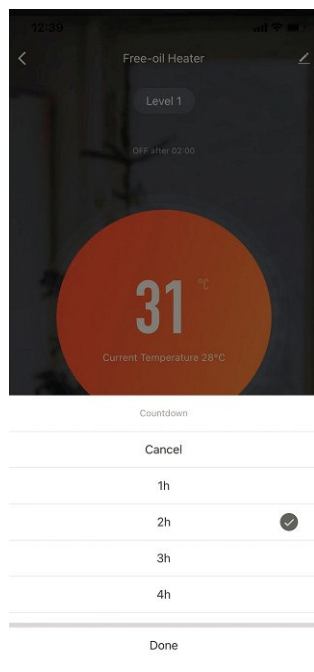 12:39
Free-oil Heater
Level 1
OFF after 02:00
31 °C
Current Temperature 28°C
Countdown
Cancel
1h
2h
3h
4h
Done